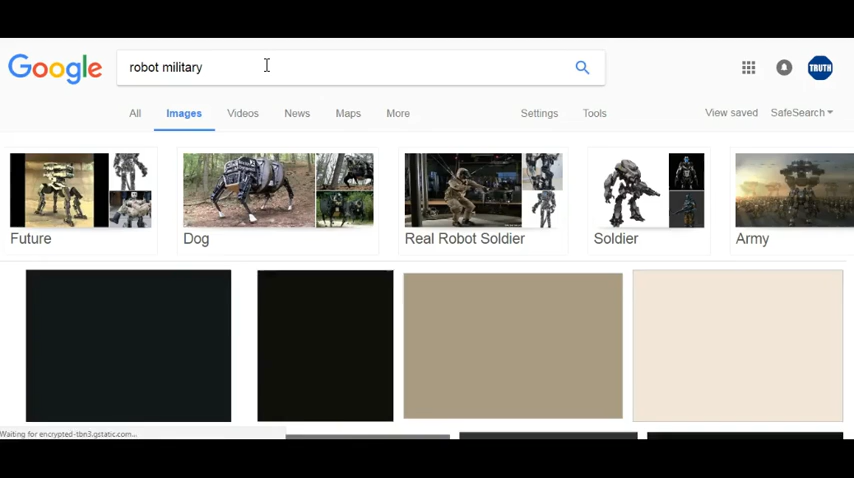 Google
robot military
TRUTH
All Images Videos News Maps More Settings Tools View saved SafeSearch
Future Dog Real Robot Soldier Soldier Army
Waiting for encrypted-tbn3.gstatic.com...